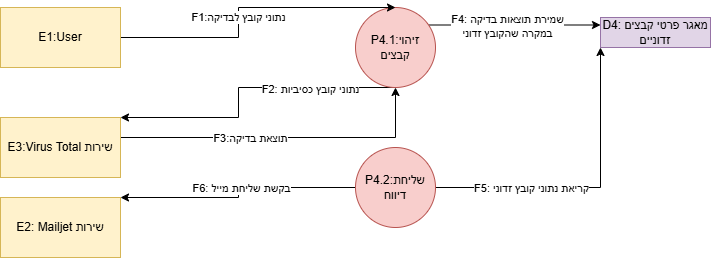 E1:User
F1:נתוני קובץ לבדיקה
P4.1:זיהוי
קבצים
F4: שמירת תוצאות בדיקה
במקרה שהקובץ זדוני
D4: מאגר פרטי קבצים
זדוניים
F2: נתוני קובץ כסיביות
E3:Virus Total שירות
F3:תוצאת בדיקה
P4.2:שליחת
דיווח
F6: בקשת שליחת מייל
F5: קריאת נתוני קובץ זדוני
E2: Mailjet שירות